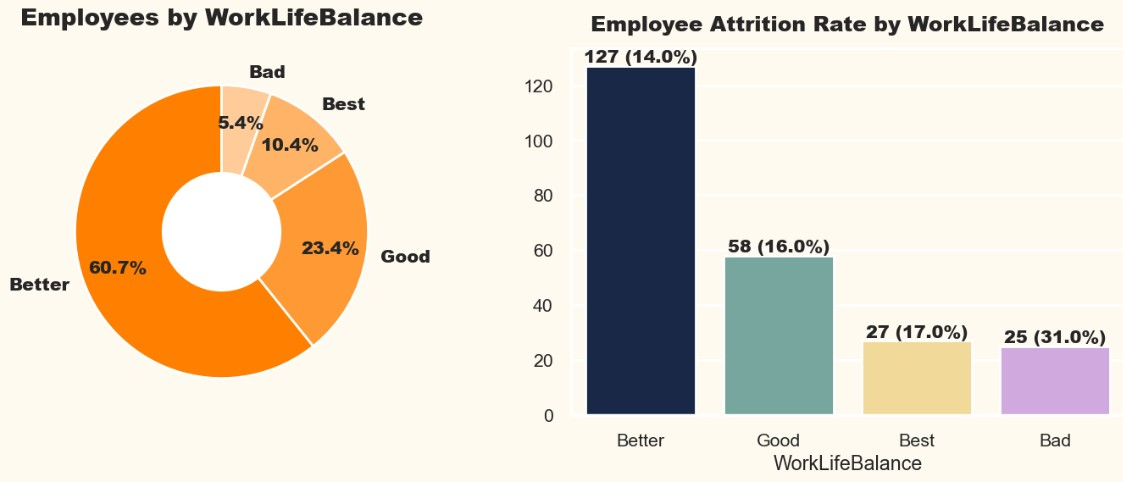 Employees by WorkLifeBalance
Bad
Best
5.4%
10.4%
23.4%
Good
60.7%
Better
Employee Attrition Rate by WorkLifeBalance
127 (14.0%)
120
100
80
58 (16.0%)
60
40
27 (17.0%)
25 (31.0%)
20
0
Better Good Best Bad
WorkLifeBalance